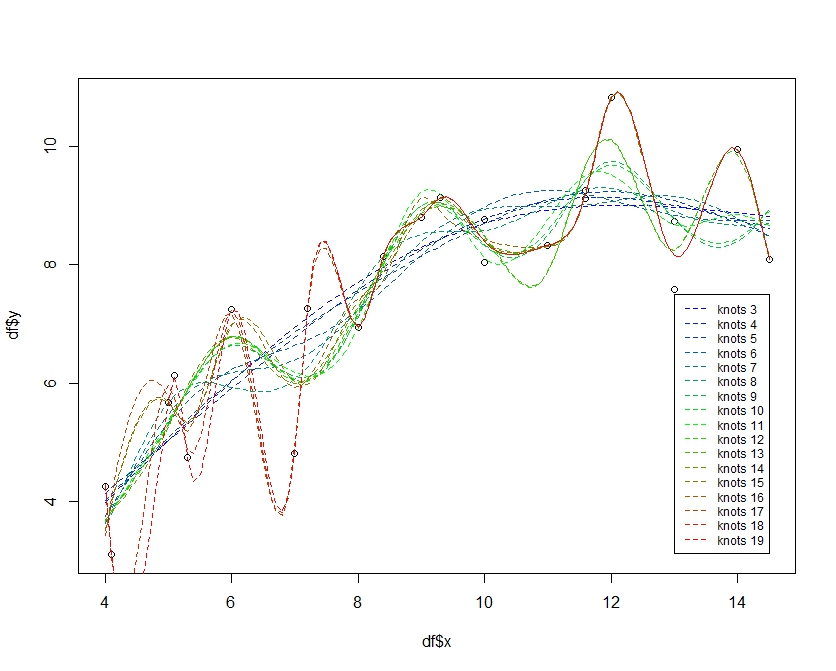 df$y
10
8
6
4
knots 3
knots 4
knots 5
knots 6
knots 7
knots 8
knots 9
knots 10
knots 11
knots 12
knots 13
knots 14
knots 15
knots 16
knots 17
knots 18
knots 19
4 6 8 10 12 14
df$x